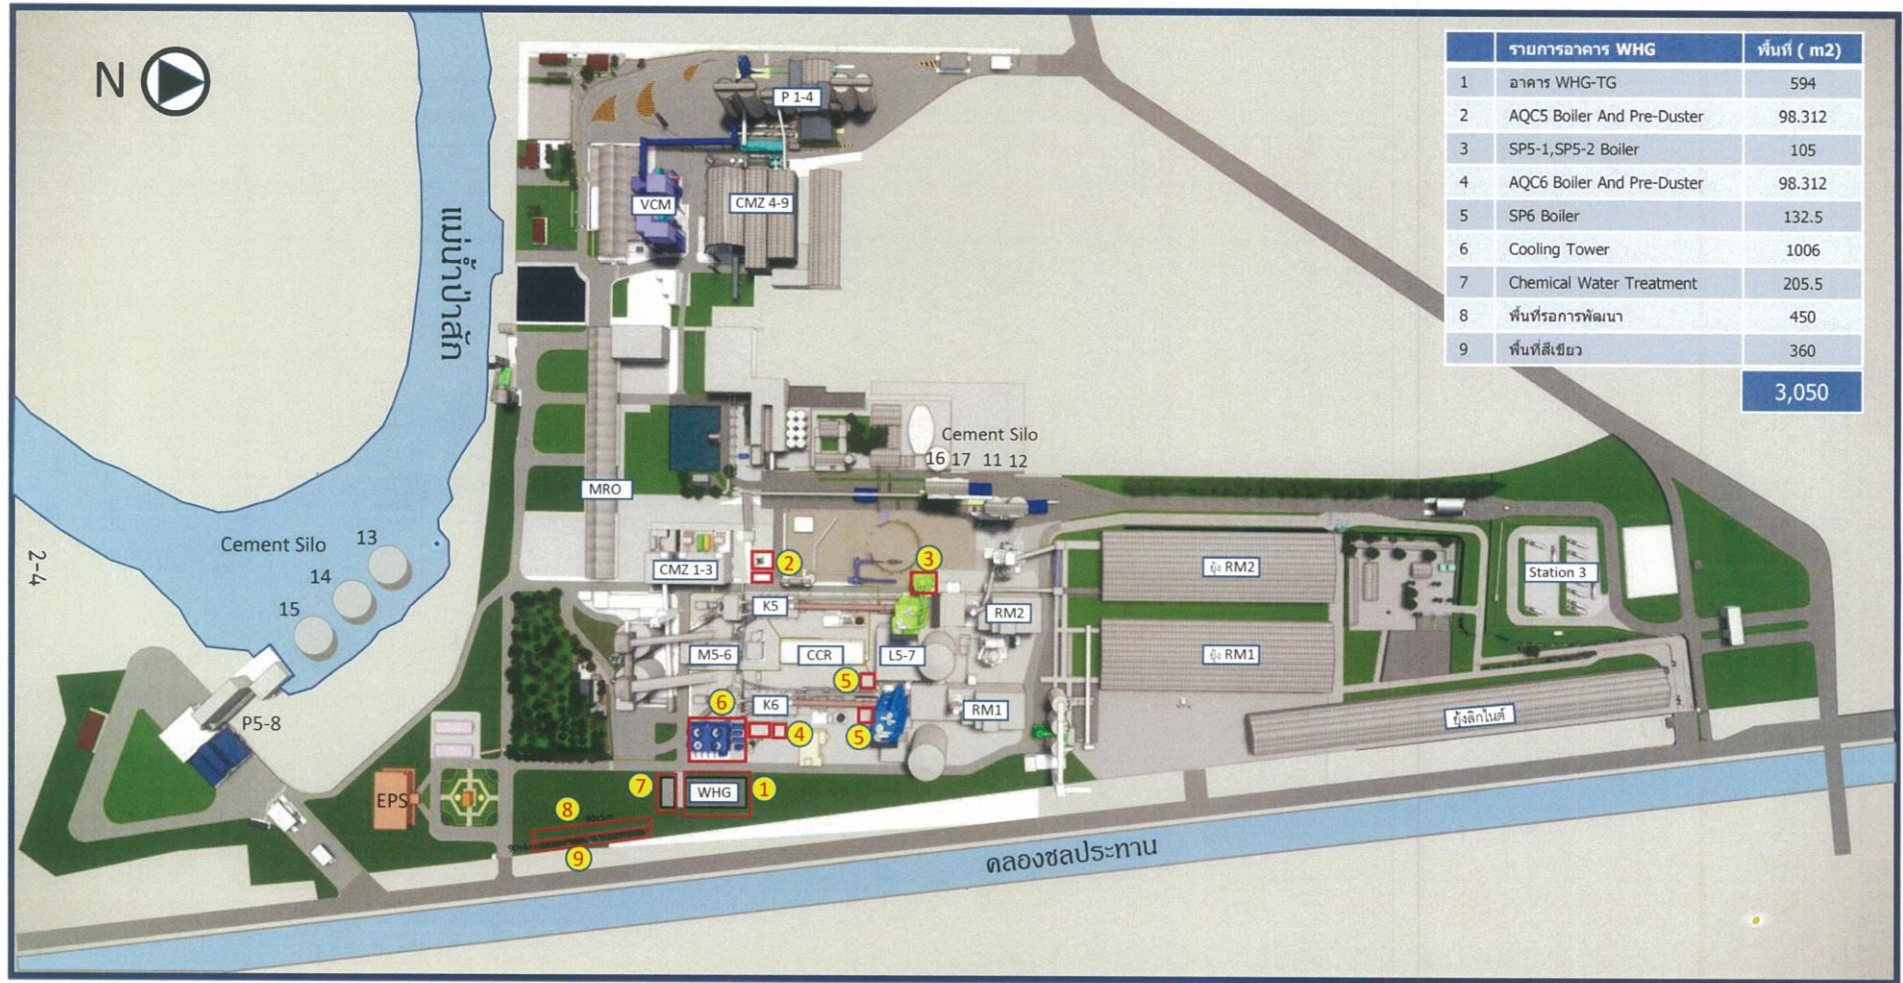 N
รายการอาคาร WHG พื้นที่ ( m2)
1 อาคาร WHG-TG 594
2 AQC5 Boiler And Pre-Duster 98.312
3 SP5-1,SP5-2 Boiler 105
4 AQC6 Boiler And Pre-Duster 98.312
5 SP6 Boiler 132.5
6 Cooling Tower 1006
7 Chemical Water Treatment 205.5
8 พื้นที่รอการพัฒนา 450
9 พื้นที่สีเขียว 360
3,050
P 1-4
VCM
CMZ 4-9
แม่น้ำป่าสัก
Cement Silo
16 17 11 12
MRO
Cement Silo
13
14
15
2-4
CMZ 1-3
2
3
ยุ้ง RM2
Station 3
K5
RM2
M5-6
CCR
L5-7
ยุ้ง RM1
5
6
K6
RM1
4
5
ยุ้งลิกไนต์
P5-8
EPS
7
WHG
1
8
90x5m
90x4m
9
คลองชลประทาน